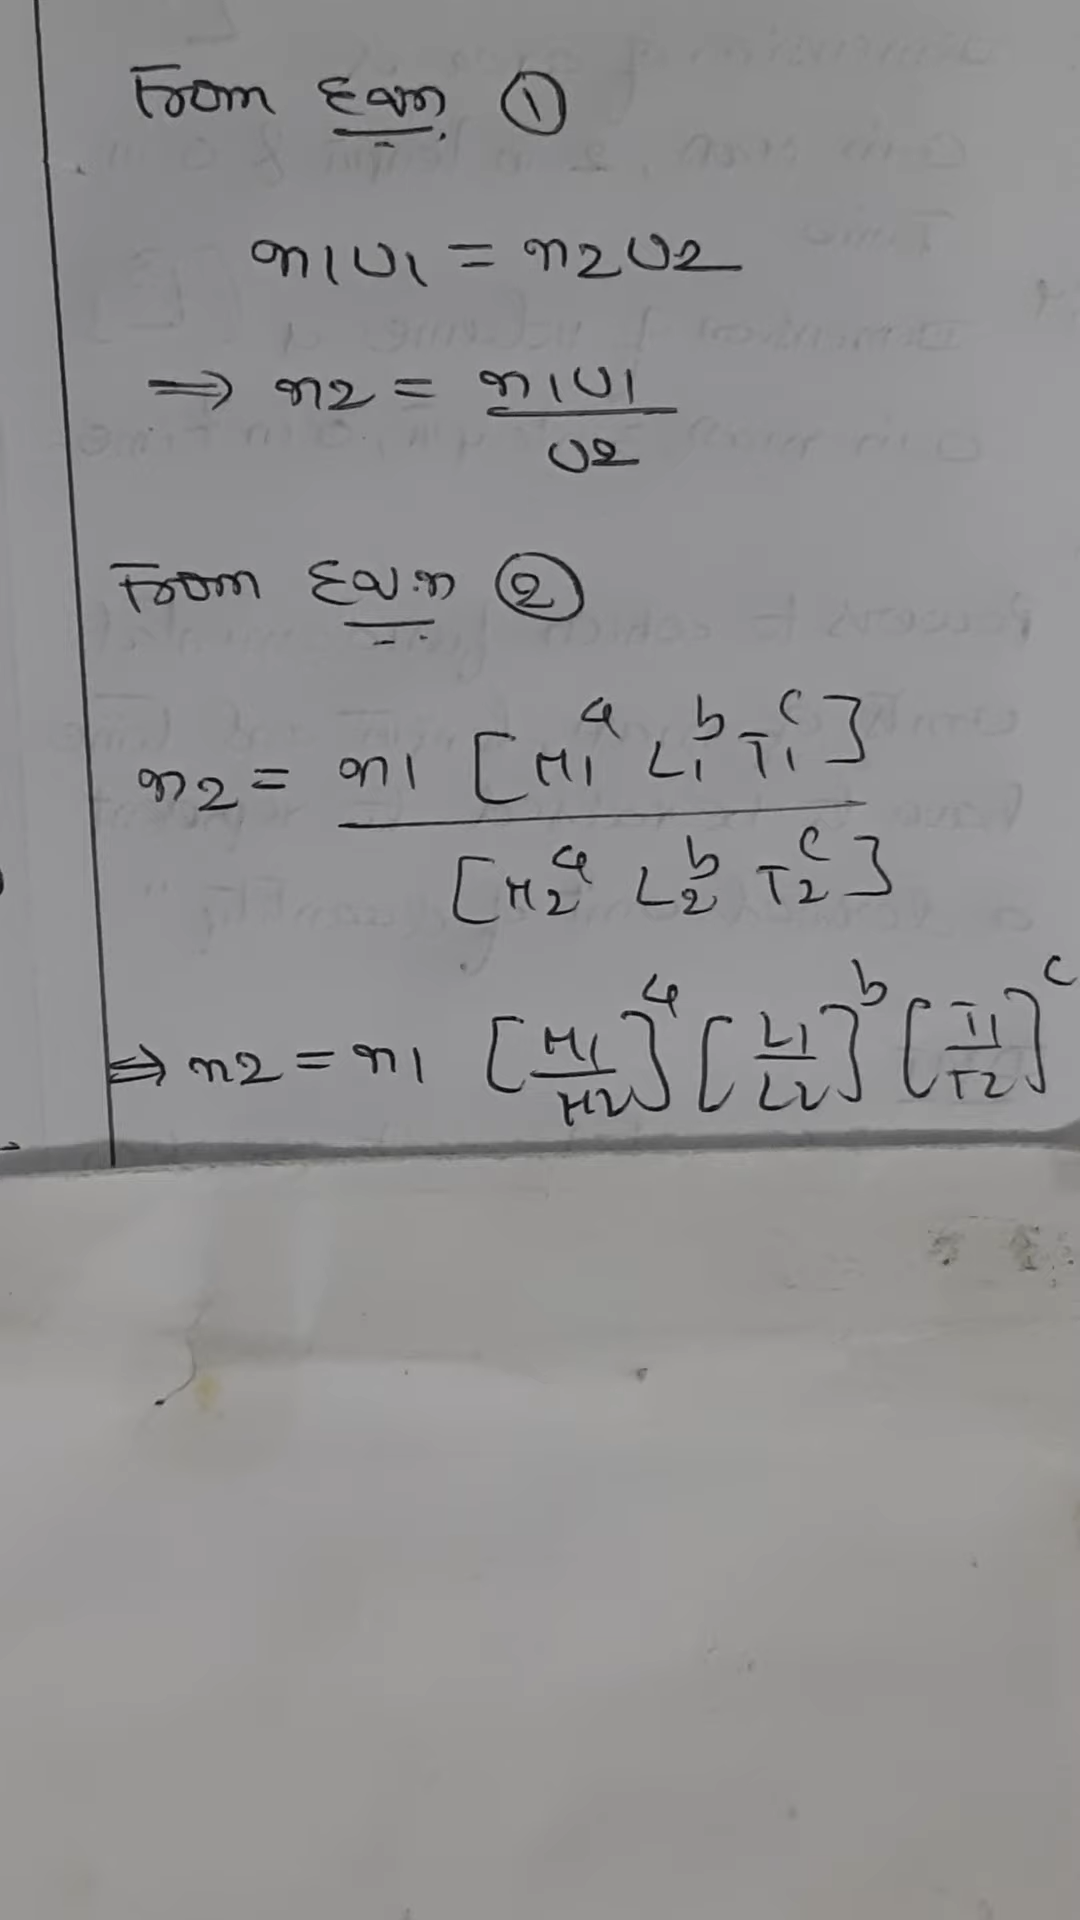 From Eqn. ①
n1u1 = n2u2
⇒ n2 = n1u1 / u2
From Eq.n ②
n2 = n1 [M1^a L1^b T1^c] / [M2^a L2^b T2^c]
⇒ n2 = n1 [M1/M2]^a [L1/L2]^b [T1/T2]^c